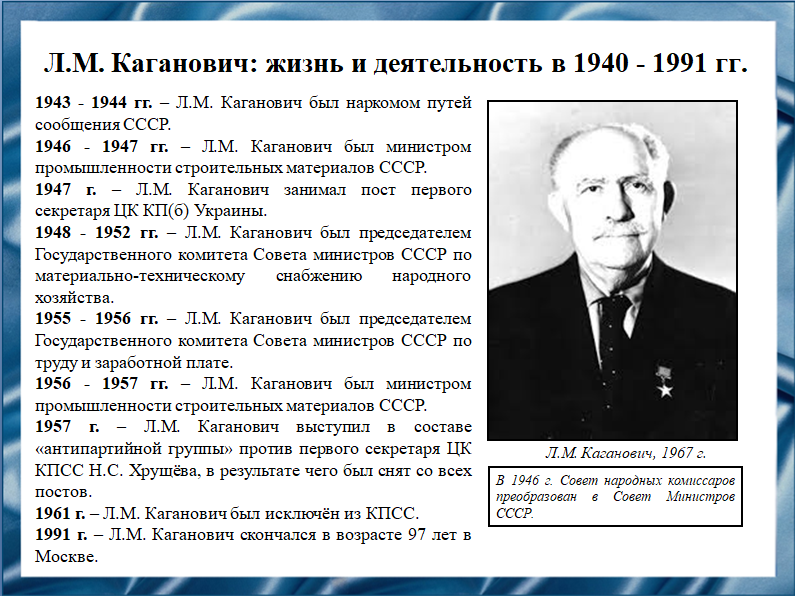 Л.М. Каганович: жизнь и деятельность в 1940 - 1991 гг.
1943 - 1944 гг. – Л.М. Каганович был наркомом путей
сообщения СССР.
1946 - 1947 гг. – Л.М. Каганович был министром
промышленности строительных материалов СССР.
1947 г. – Л.М. Каганович занимал пост первого
секретаря ЦК КП(б) Украины.
1948 - 1952 гг. – Л.М. Каганович был председателем
Государственного комитета Совета министров СССР по
материально-техническому снабжению народного
хозяйства.
1955 - 1956 гг. – Л.М. Каганович был председателем
Государственного комитета Совета министров СССР по
труду и заработной плате.
1956 - 1957 гг. – Л.М. Каганович был министром
промышленности строительных материалов СССР.
1957 г. – Л.М. Каганович выступил в составе
«антипартийной группы» против первого секретаря ЦК
КПСС Н.С. Хрущёва, в результате чего был снят со всех
постов.
1961 г. – Л.М. Каганович был исключён из КПСС.
1991 г. – Л.М. Каганович скончался в возрасте 97 лет в
Москве.
Л.М. Каганович, 1967 г.
В 1946 г. Совет народных комиссаров
преобразован в Совет Министров
СССР.